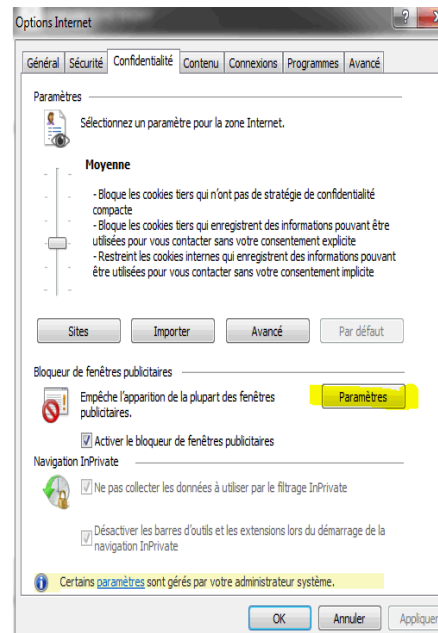 Options Internet
Général Sécurité Confidentialité Contenu Connexions Programmes Avancé
Paramètres
Sélectionnez un paramètre pour la zone Internet.
Moyenne
- Bloque les cookies tiers qui n'ont pas de stratégie de confidentialité
compacte
- Bloque les cookies tiers qui enregistrent des informations pouvant être
utilisées pour vous contacter sans votre consentement explicite
- Restreint les cookies internes qui enregistrent des informations pouvant
être utilisées pour vous contacter sans votre consentement implicite
Sites Importer Avancé Par défaut
Bloqueur de fenêtres publicitaires
Empêche l'apparition de la plupart des fenêtres
publicitaires.
Paramètres
Activer le bloqueur de fenêtres publicitaires
Navigation InPrivate
Ne pas collecter les données à utiliser par le filtrage InPrivate
Désactiver les barres d'outils et les extensions lors du démarrage de la
navigation InPrivate
Certains paramètres sont gérés par votre administrateur système.
OK Annuler Appliquer